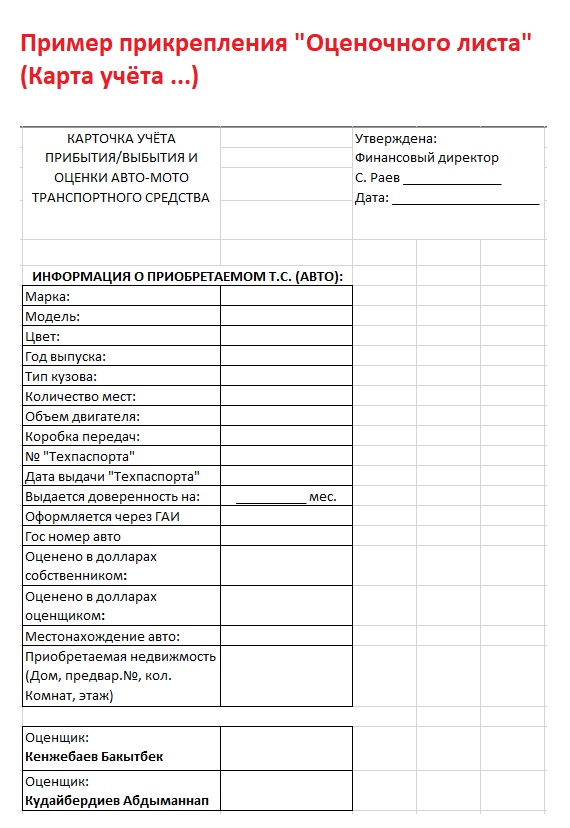 Пример прикрепления "Оценочного листа"
(Карта учёта ...)
КАРТОЧКА УЧЁТА
ПРИБЫТИЯ/ВЫБЫТИЯ И
ОЦЕНКИ АВТО-МОТО
ТРАНСПОРТНОГО СРЕДСТВА
Утверждена:
Финансовый директор
С. Раев ______________
Дата: _____________________
ИНФОРМАЦИЯ О ПРИОБРЕТАЕМОМ Т.С. (АВТО):
Марка:
Модель:
Цвет:
Год выпуска:
Тип кузова:
Количество мест:
Объем двигателя:
Коробка передач:
№ "Техпаспорта"
Дата выдачи "Техпаспорта"
Выдается доверенность на: __________ мес.
Оформляется через ГАИ
Гос номер авто
Оценено в долларах
собственником:
Оценено в долларах
оценщиком:
Местонахождение авто:
Приобретаемая недвижмость
(Дом, предвар.№, кол.
Комнат, этаж)
Оценщик:
Кенжебаев Бакытбек
Оценщик:
Кудайбердиев Абдыманнап